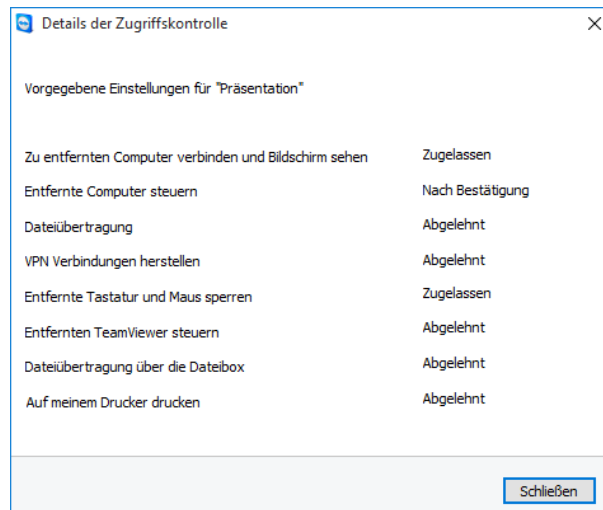 Details der Zugriffskontrolle
Vorgegebene Einstellungen für "Präsentation"
Zu entfernten Computer verbinden und Bildschirm sehen Zugelassen
Entfernte Computer steuern Nach Bestätigung
Dateiübertragung Abgelehnt
VPN Verbindungen herstellen Abgelehnt
Entfernte Tastatur und Maus sperren Zugelassen
Entfernten TeamViewer steuern Abgelehnt
Dateiübertragung über die Dateibox Abgelehnt
Auf meinem Drucker drucken Abgelehnt
Schließen